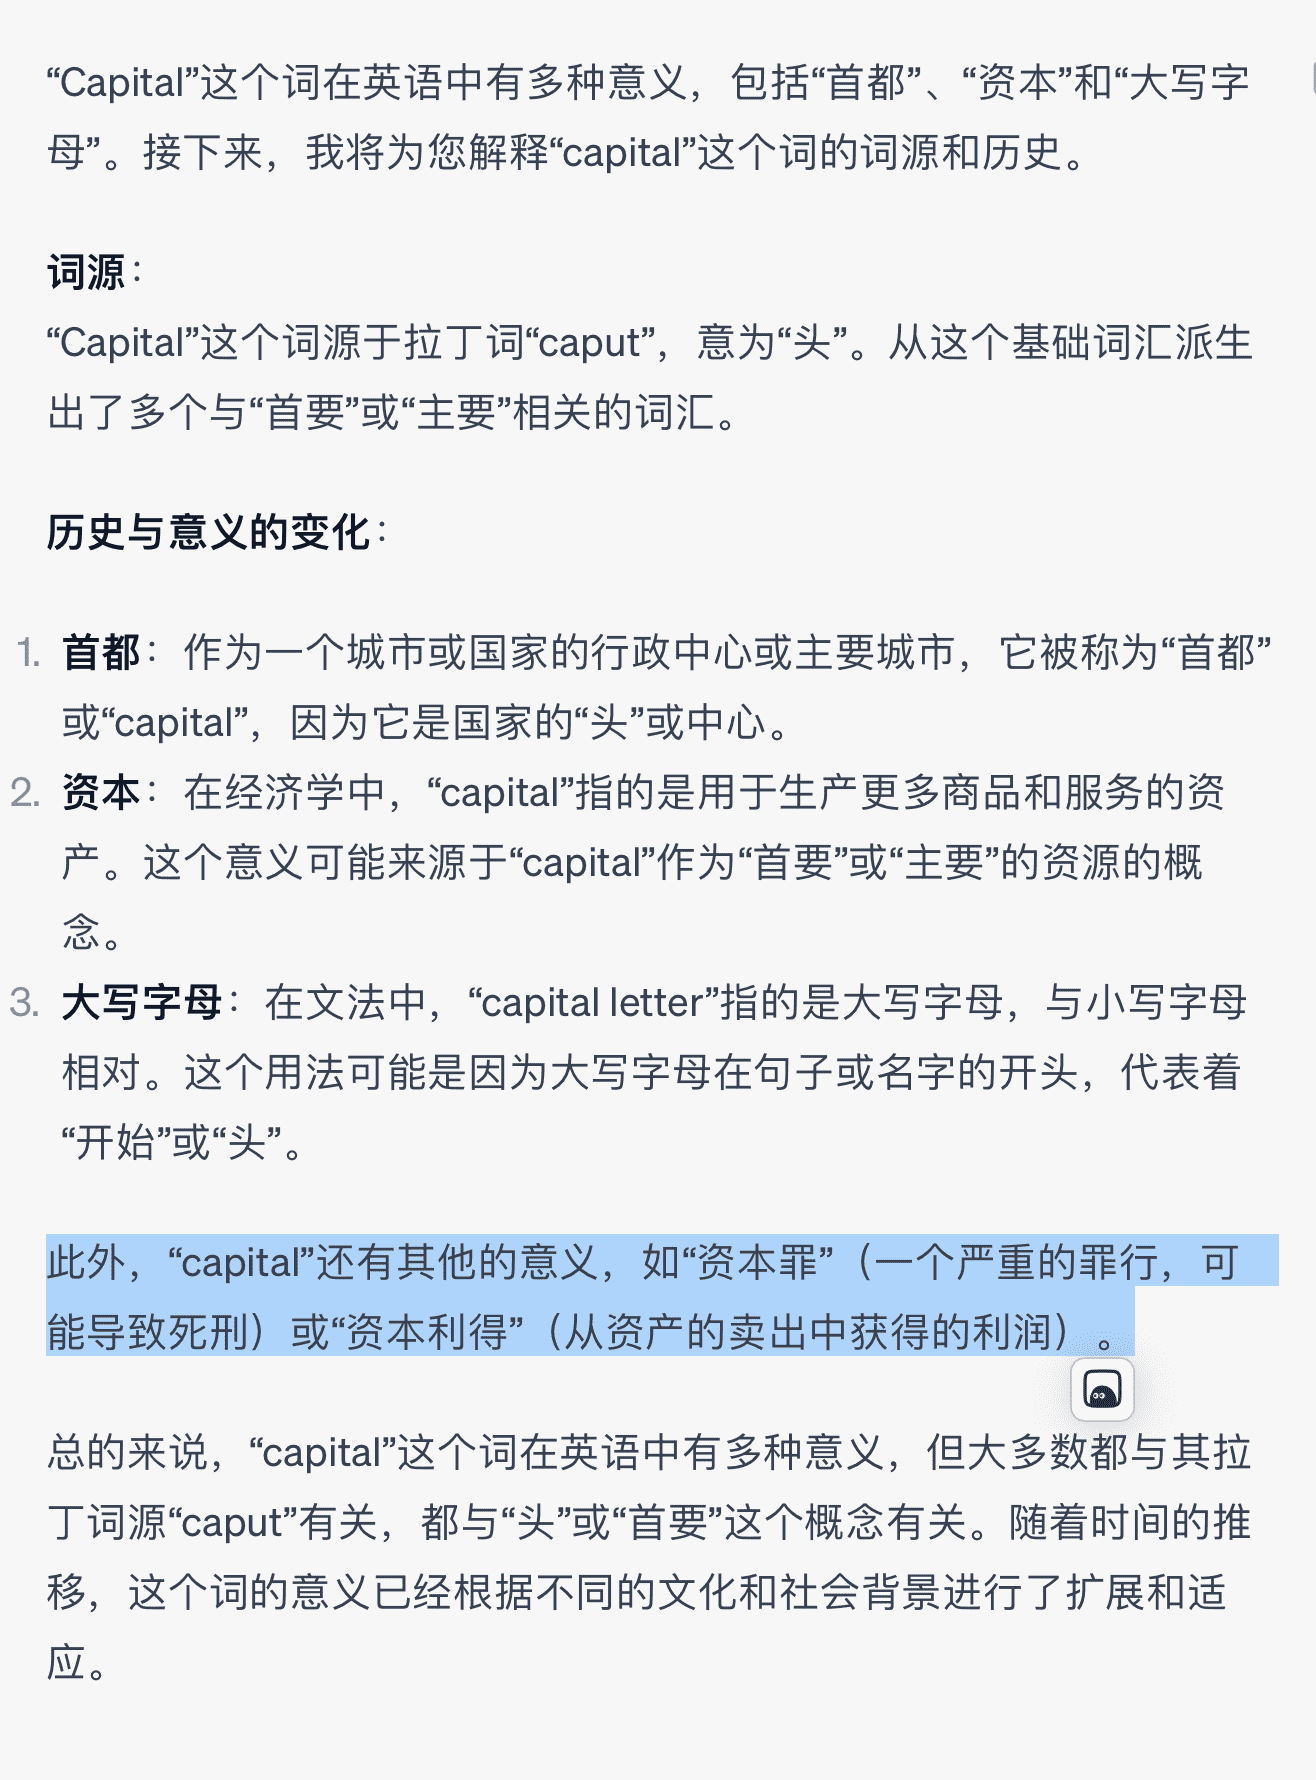 “Capital”这个词在英语中有多种意义，包括“首都”、“资本”和“大写字
母”。接下来，我将为您解释“capital”这个词的词源和历史。
词源：
“Capital”这个词源于拉丁词“caput”，意为“头”。从这个基础词汇派生
出了多个与“首要”或“主要”相关的词汇。
历史与意义的变化：
1. 首都：作为一个城市或国家的行政中心或主要城市，它被称为“首都”
或“capital”，因为它是国家的“头”或中心。
2. 资本：在经济学中，“capital”指的是用于生产更多商品和服务的资
产。这个意义可能来源于“capital”作为“首要”或“主要”的资源的概
念。
3. 大写字母：在文法中，“capital letter”指的是大写字母，与小写字母
相对。这个用法可能是因为大写字母在句子或名字的开头，代表着
“开始”或“头”。
此外，“capital”还有其他的意义，如“资本罪”（一个严重的罪行，可
能导致死刑）或“资本利得”（从资产的卖出中获得的利润）。
总的来说，“capital”这个词在英语中有多种意义，但大多数都与其拉
丁词源“caput”有关，都与“头”或“首要”这个概念有关。随着时间的推
移，这个词的意义已经根据不同的文化和社会背景进行了扩展和适
应。